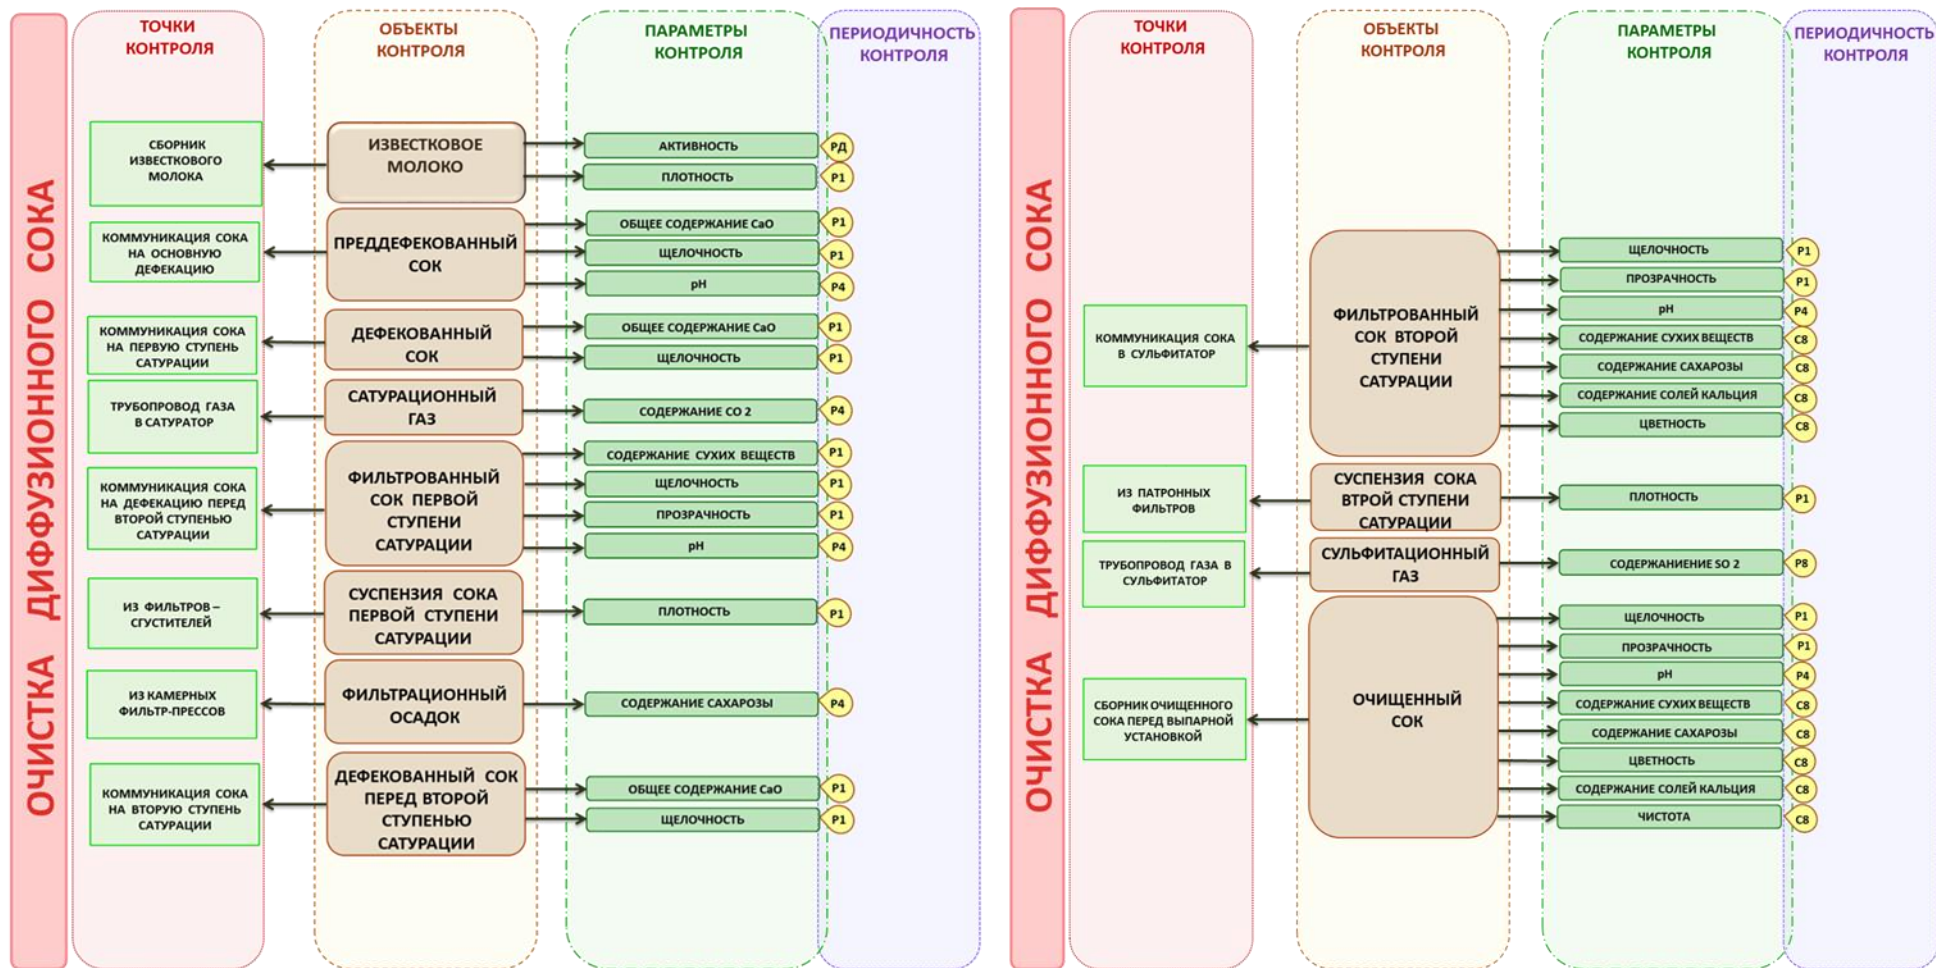 ОЧИСТКА ДИФФУЗИОННОГО СОКА
ТОЧКИ
КОНТРОЛЯ
ОБЪЕКТЫ
КОНТРОЛЯ
ПАРАМЕТРЫ
КОНТРОЛЯ
ПЕРИОДИЧНОСТЬ
КОНТРОЛЯ
СБОРНИК
ИЗВЕСТКОВОГО
МОЛОКА
ИЗВЕСТКОВОЕ
МОЛОКО
АКТИВНОСТЬ
РД
ПЛОТНОСТЬ
Р1
КОММУНИКАЦИЯ СОКА
НА ОСНОВНУЮ
ДЕФЕКАЦИЮ
ПРЕДДЕФЕКОВАННЫЙ
СОК
ОБЩЕЕ СОДЕРЖАНИЕ СаО
Р1
ЩЕЛОЧНОСТЬ
Р1
рН
Р4
КОММУНИКАЦИЯ СОКА
НА ПЕРВУЮ СТУПЕНЬ
САТУРАЦИИ
ДЕФЕКОВАННЫЙ
СОК
ОБЩЕЕ СОДЕРЖАНИЕ СаО
Р1
ЩЕЛОЧНОСТЬ
Р1
ТРУБОПРОВОД ГАЗА
В САТУРАТОР
САТУРАЦИОННЫЙ
ГАЗ
СОДЕРЖАНИЕ СО 2
Р4
КОММУНИКАЦИЯ СОКА
НА ДЕФЕКАЦИЮ ПЕРЕД
ВТОРОЙ СТУПЕНЬЮ
САТУРАЦИИ
ФИЛЬТРОВАННЫЙ
СОК ПЕРВОЙ
СТУПЕНИ
САТУРАЦИИ
СОДЕРЖАНИЕ СУХИХ ВЕЩЕСТВ
Р1
ЩЕЛОЧНОСТЬ
Р1
ПРОЗРАЧНОСТЬ
Р1
рН
Р4
ИЗ ФИЛЬТРОВ –
СГУСТИТЕЛЕЙ
СУСПЕНЗИЯ СОКА
ПЕРВОЙ СТУПЕНИ
САТУРАЦИИ
ПЛОТНОСТЬ
Р1
ИЗ КАМЕРНЫХ
ФИЛЬТР-ПРЕССОВ
ФИЛЬТРАЦИОННЫЙ
ОСАДОК
СОДЕРЖАНИЕ САХАРОЗЫ
Р4
КОММУНИКАЦИЯ СОКА
НА ВТОРУЮ СТУПЕНЬ
САТУРАЦИИ
ДЕФЕКОВАННЫЙ СОК
ПЕРЕД ВТОРОЙ
СТУПЕНЬЮ
САТУРАЦИИ
ОБЩЕЕ СОДЕРЖАНИЕ СаО
Р1
ЩЕЛОЧНОСТЬ
Р1
ОЧИСТКА ДИФФУЗИОННОГО СОКА
ТОЧКИ
КОНТРОЛЯ
ОБЪЕКТЫ
КОНТРОЛЯ
ПАРАМЕТРЫ
КОНТРОЛЯ
ПЕРИОДИЧНОСТЬ
КОНТРОЛЯ
КОММУНИКАЦИЯ СОКА
В СУЛЬФИТАТОР
ФИЛЬТРОВАННЫЙ
СОК ВТОРОЙ
СТУПЕНИ
САТУРАЦИИ
ЩЕЛОЧНОСТЬ
Р1
ПРОЗРАЧНОСТЬ
Р1
рН
Р4
СОДЕРЖАНИЕ СУХИХ ВЕЩЕСТВ
С8
СОДЕРЖАНИЕ САХАРОЗЫ
С8
СОДЕРЖАНИЕ СОЛЕЙ КАЛЬЦИЯ
С8
ЦВЕТНОСТЬ
С8
ИЗ ПАТРОННЫХ
ФИЛЬТРОВ
СУСПЕНЗИЯ СОКА
ВТРОЙ СТУПЕНИ
САТУРАЦИИ
ПЛОТНОСТЬ
Р1
ТРУБОПРОВОД ГАЗА В
СУЛЬФИТАТОР
СУЛЬФИТАЦИОННЫЙ
ГАЗ
СОДЕРЖАНИЕНИЕ SO 2
Р8
СБОРНИК ОЧИЩЕННОГО
СОКА ПЕРЕД ВЫПАРНОЙ
УСТАНОВКОЙ
ОЧИЩЕННЫЙ
СОК
ЩЕЛОЧНОСТЬ
Р1
ПРОЗРАЧНОСТЬ
Р1
рН
Р4
СОДЕРЖАНИЕ СУХИХ ВЕЩЕСТВ
С8
СОДЕРЖАНИЕ САХАРОЗЫ
С8
ЦВЕТНОСТЬ
С8
СОДЕРЖАНИЕ СОЛЕЙ КАЛЬЦИЯ
С8
ЧИСТОТА
С8